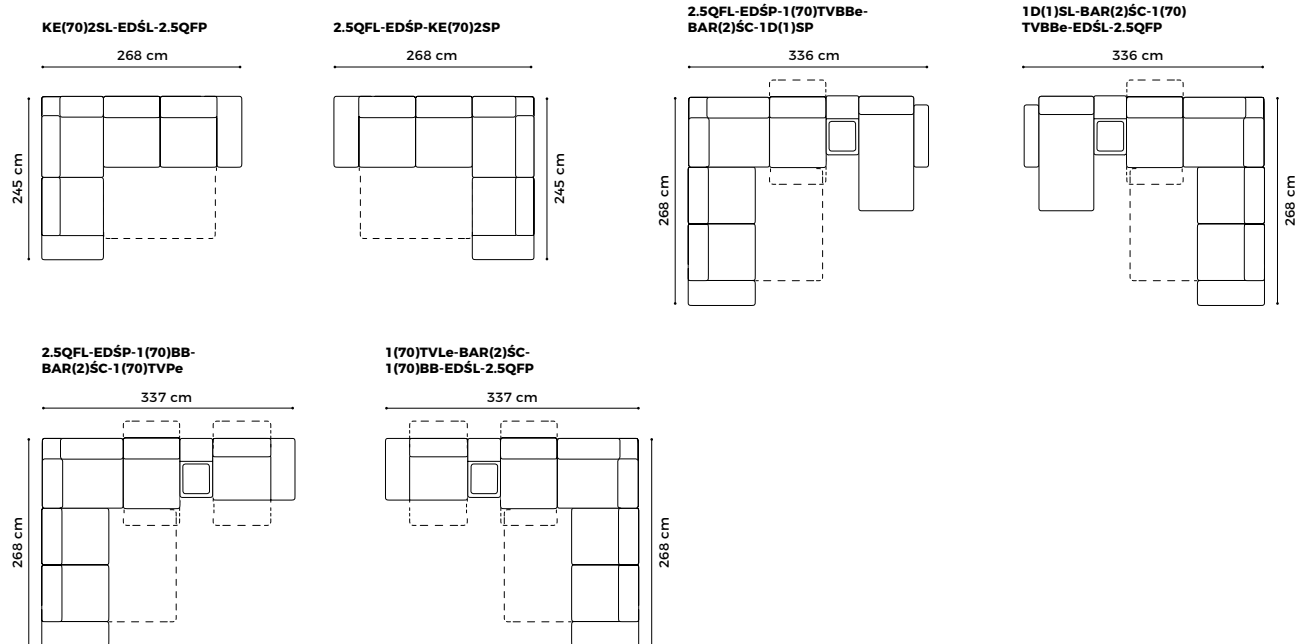 KE(70)2SL-EDŚL-2.5QFP
268 cm
245 cm
2.5QFL-EDŚP-KE(70)2SP
268 cm
245 cm
2.5QFL-EDŚP-1(70)TVBBe-
BAR(2)ŚC-1D(1)SP
336 cm
268 cm
1D(1)SL-BAR(2)ŚC-1(70)
TVBBe-EDŚL-2.5QFP
336 cm
268 cm
2.5QFL-EDŚP-1(70)BB-
BAR(2)ŚC-1(70)TVPe
337 cm
268 cm
1(70)TVLe-BAR(2)ŚC-
1(70)BB-EDŚL-2.5QFP
337 cm
268 cm